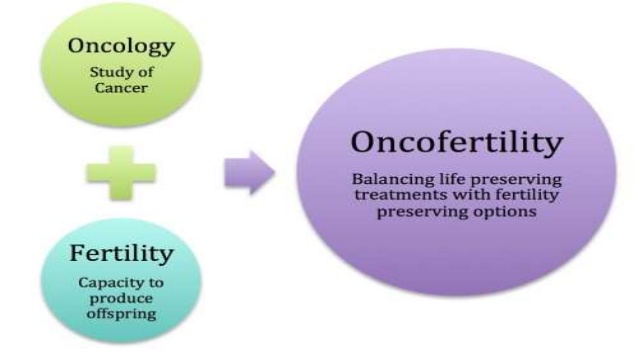 Oncology
Study of
Cancer
Fertility
Capacity to
produce
offspring
Oncofertility
Balancing life preserving
treatments with fertility
preserving options